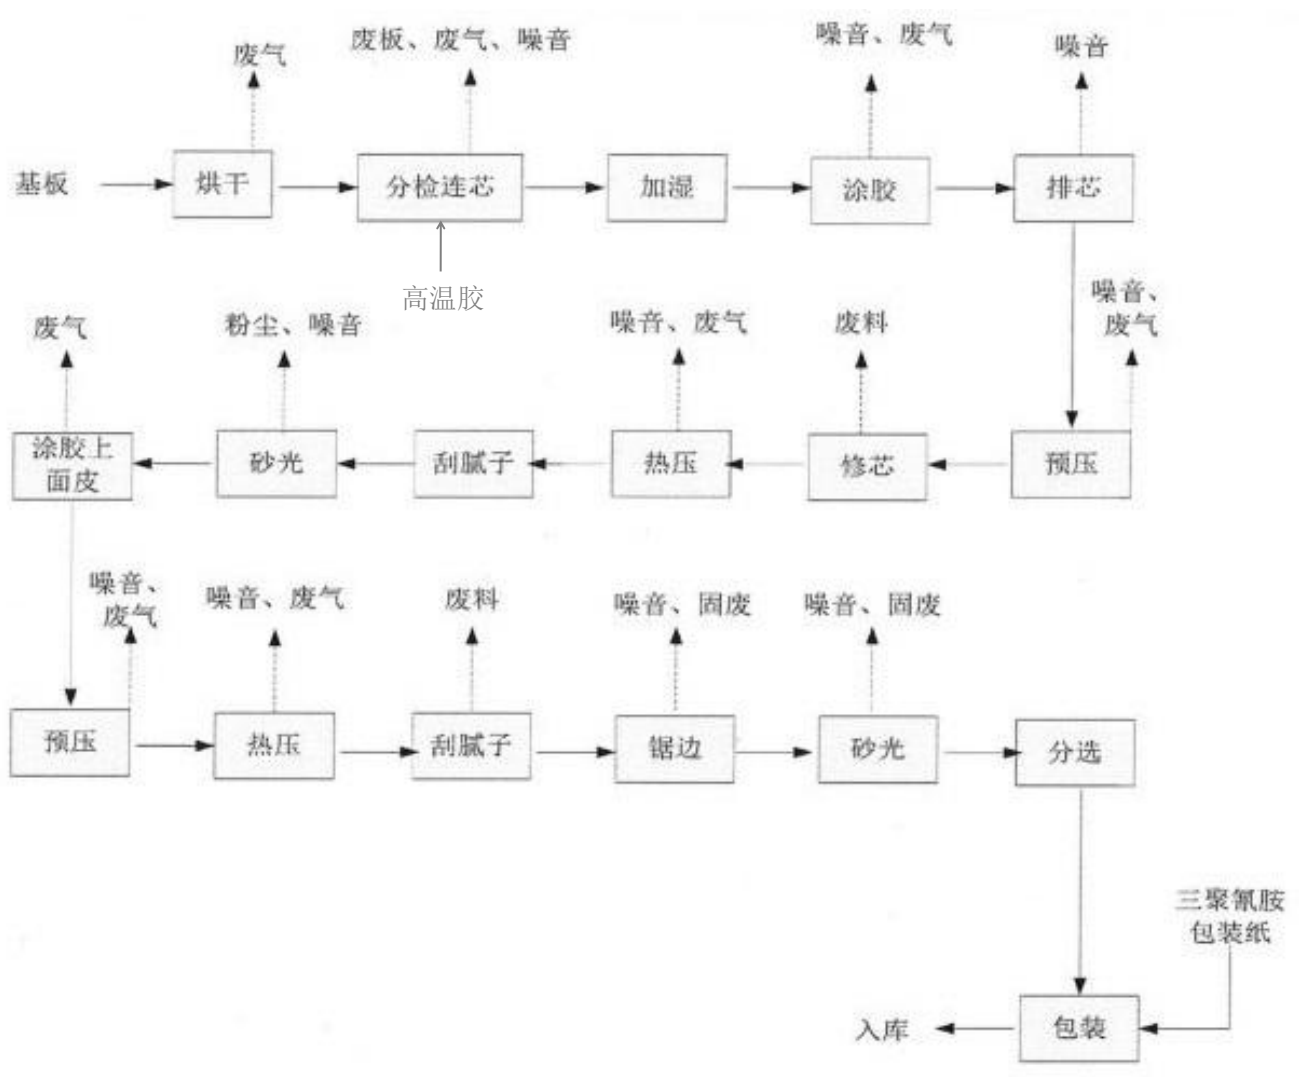 废气
废板、废气、噪音
噪音、废气
噪音
基板
烘干
分检连芯
加湿
涂胶
排芯
高温胶
废气
粉尘、噪音
噪音、废气
废料
噪音、
废气
涂胶上
面皮
砂光
刮腻子
热压
修芯
预压
噪音、
废气
噪音、废气
废料
噪音、固废
噪音、固废
预压
热压
刮腻子
锯边
砂光
分选
三聚氰胺
包装纸
入库
包装